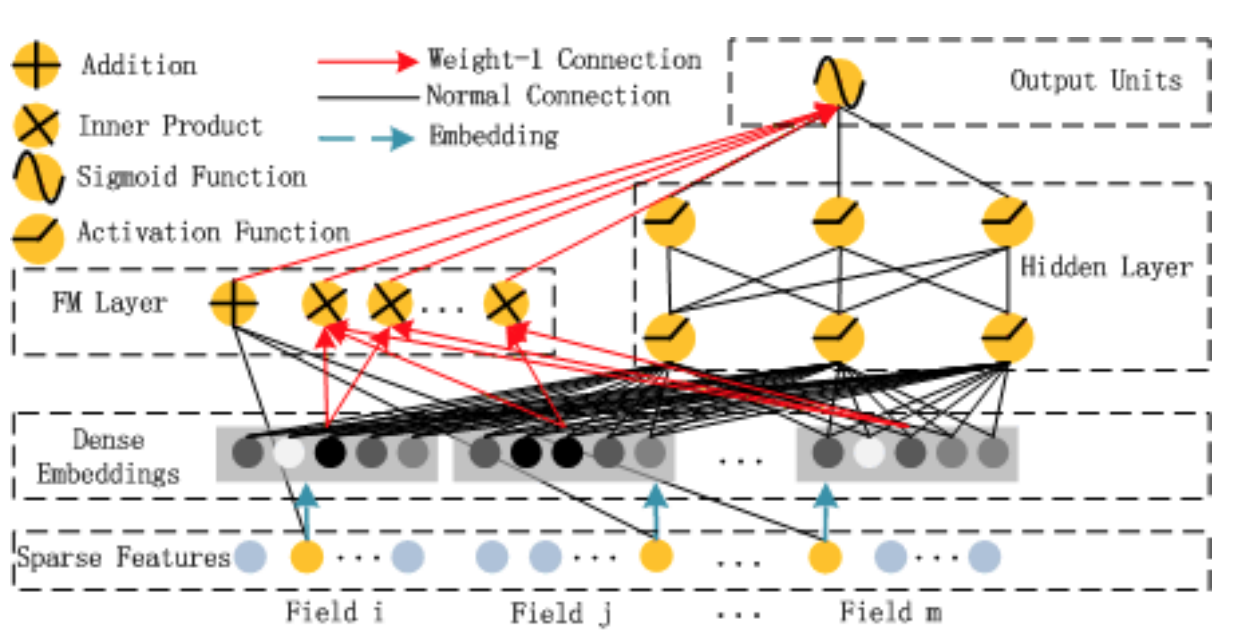 Addition
Inner Product
Sigmoid Function
Activation Function
Weight-1 Connection
Normal Connection
Embedding
Output Units
Hidden Layer
FM Layer
...
Dense
Embeddings
...
Sparse Features ... ... ... ...
Field i Field j ... Field m